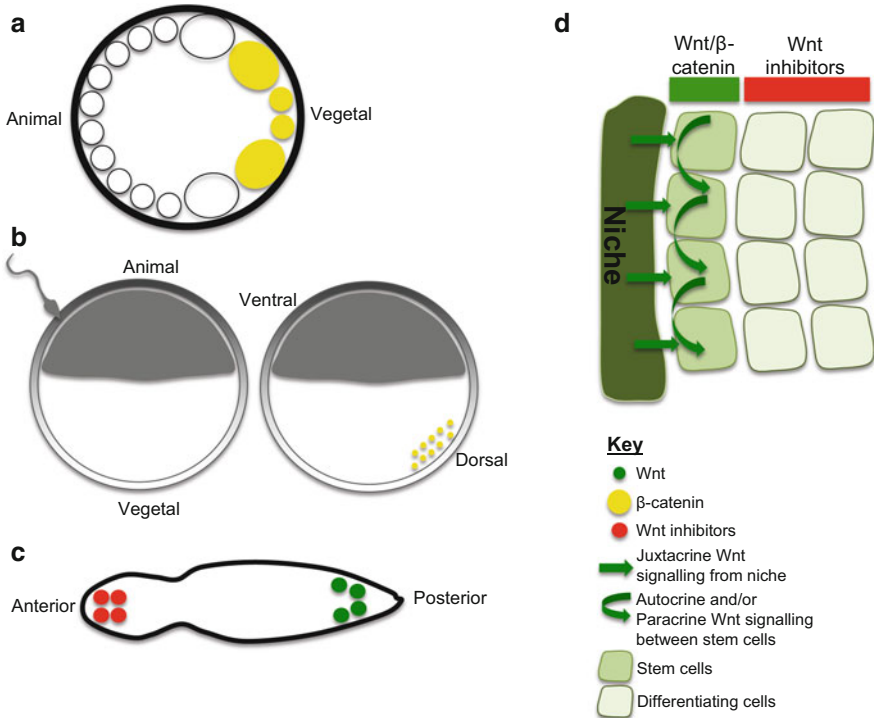 a
Animal
Vegetal
b
Animal
Vegetal
Ventral
Dorsal
c
Anterior
Posterior
d
Wnt/β-
catenin
Wnt
inhibitors
Niche
Key
Wnt
β-catenin
Wnt inhibitors
Juxtacrine Wnt
signalling from niche
Autocrine and/or
Paracrine Wnt signalling
between stem cells
Stem cells
Differentiating cells